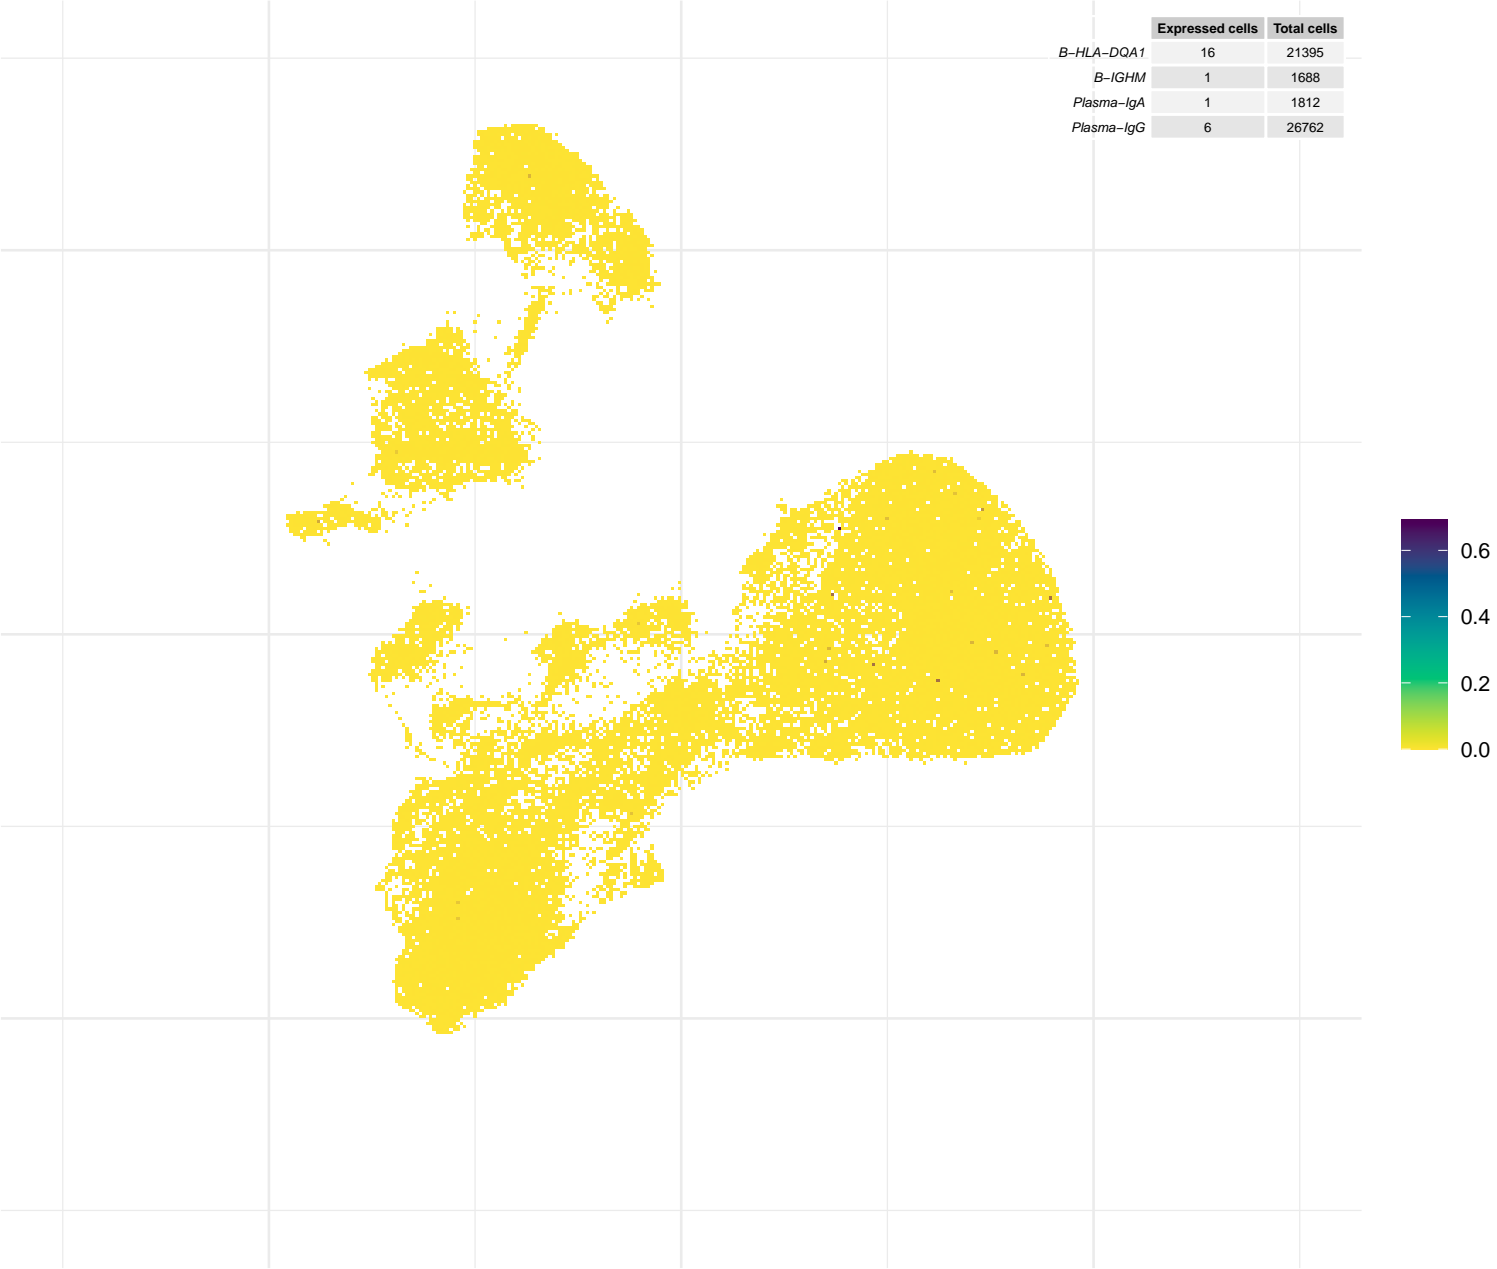 Expressed cells Total cells
B−HLA−DQA1 16 21395
B−IGHM 1 1688
Plasma−IgA 1 1812
Plasma−IgG 6 26762
0.6
0.4
0.2
0.0